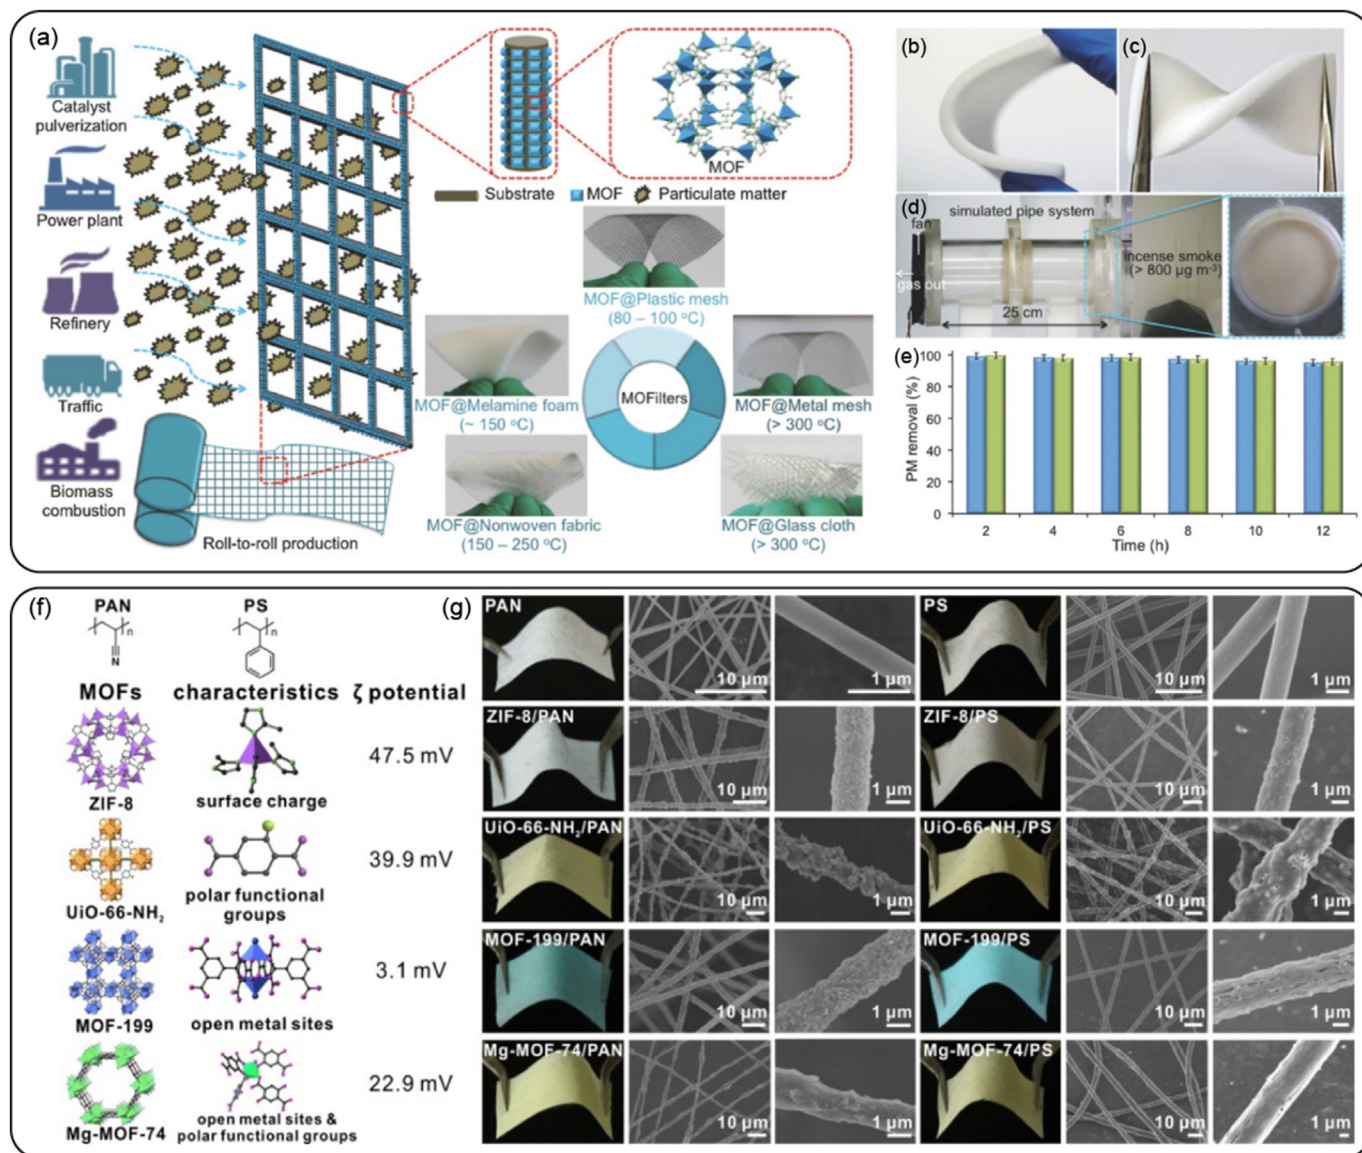 (a)
Catalyst
pulverization
Power plant
Refinery
Traffic
Biomass
combustion
Roll-to-roll production
MOF
Substrate
MOF
Particulate matter
MOF@Plastic mesh
(80 – 100 °C)
MOF@Melamine foam
(~ 150 °C)
MOFilters
MOF@Metal mesh
(> 300 °C)
MOF@Nonwoven fabric
(150 – 250 °C)
MOF@Glass cloth
(> 300 °C)
(b)
(c)
(d)
simulated pipe system
fan
incense smoke
(> 800 µg m⁻³)
gas out
25 cm
(e)
PM removal (%)
100
80
60
40
20
0
2
4
6
8
10
12
Time (h)
(f)
PAN
PS
n
n
N
MOFs
characteristics
ζ potential
ZIF-8
surface charge
47.5 mV
UiO-66-NH₂
polar functional
groups
39.9 mV
MOF-199
open metal sites
3.1 mV
Mg-MOF-74
open metal sites &
polar functional groups
22.9 mV
(g)
PAN
10 µm
1 µm
PS
10 µm
1 µm
ZIF-8/PAN
10 µm
1 µm
ZIF-8/PS
10 µm
1 µm
UiO-66-NH₂/PAN
10 µm
1 µm
UiO-66-NH₂/PS
10 µm
1 µm
MOF-199/PAN
10 µm
1 µm
MOF-199/PS
10 µm
1 µm
Mg-MOF-74/PAN
10 µm
1 µm
Mg-MOF-74/PS
10 µm
1 µm